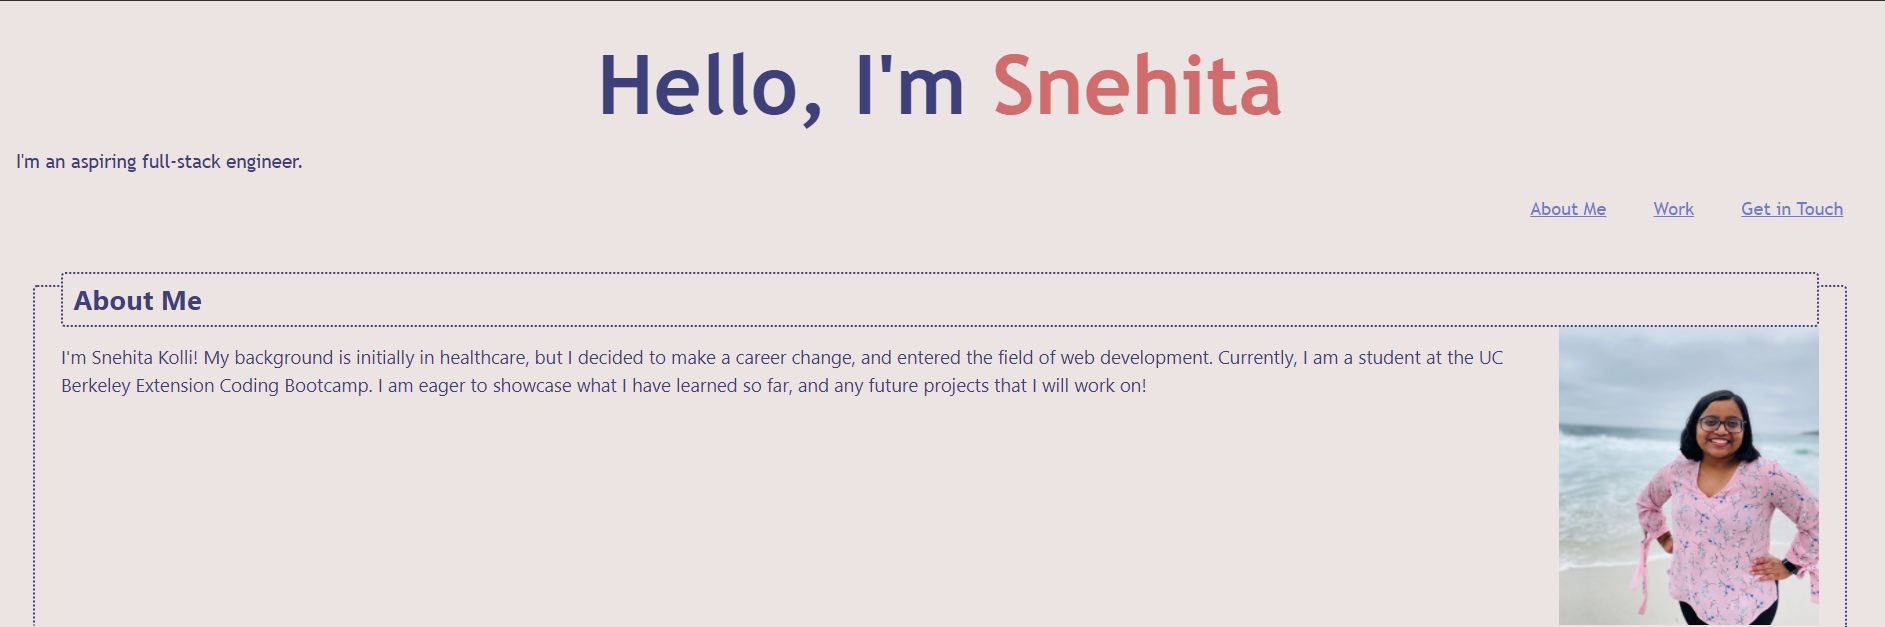 Hello, I'm Snehita
I'm an aspiring full-stack engineer.
About Me Work Get in Touch
About Me
I'm Snehita Kolli! My background is initially in healthcare, but I decided to make a career change, and entered the field of web development. Currently, I am a student at the UC
Berkeley Extension Coding Bootcamp. I am eager to showcase what I have learned so far, and any future projects that I will work on!